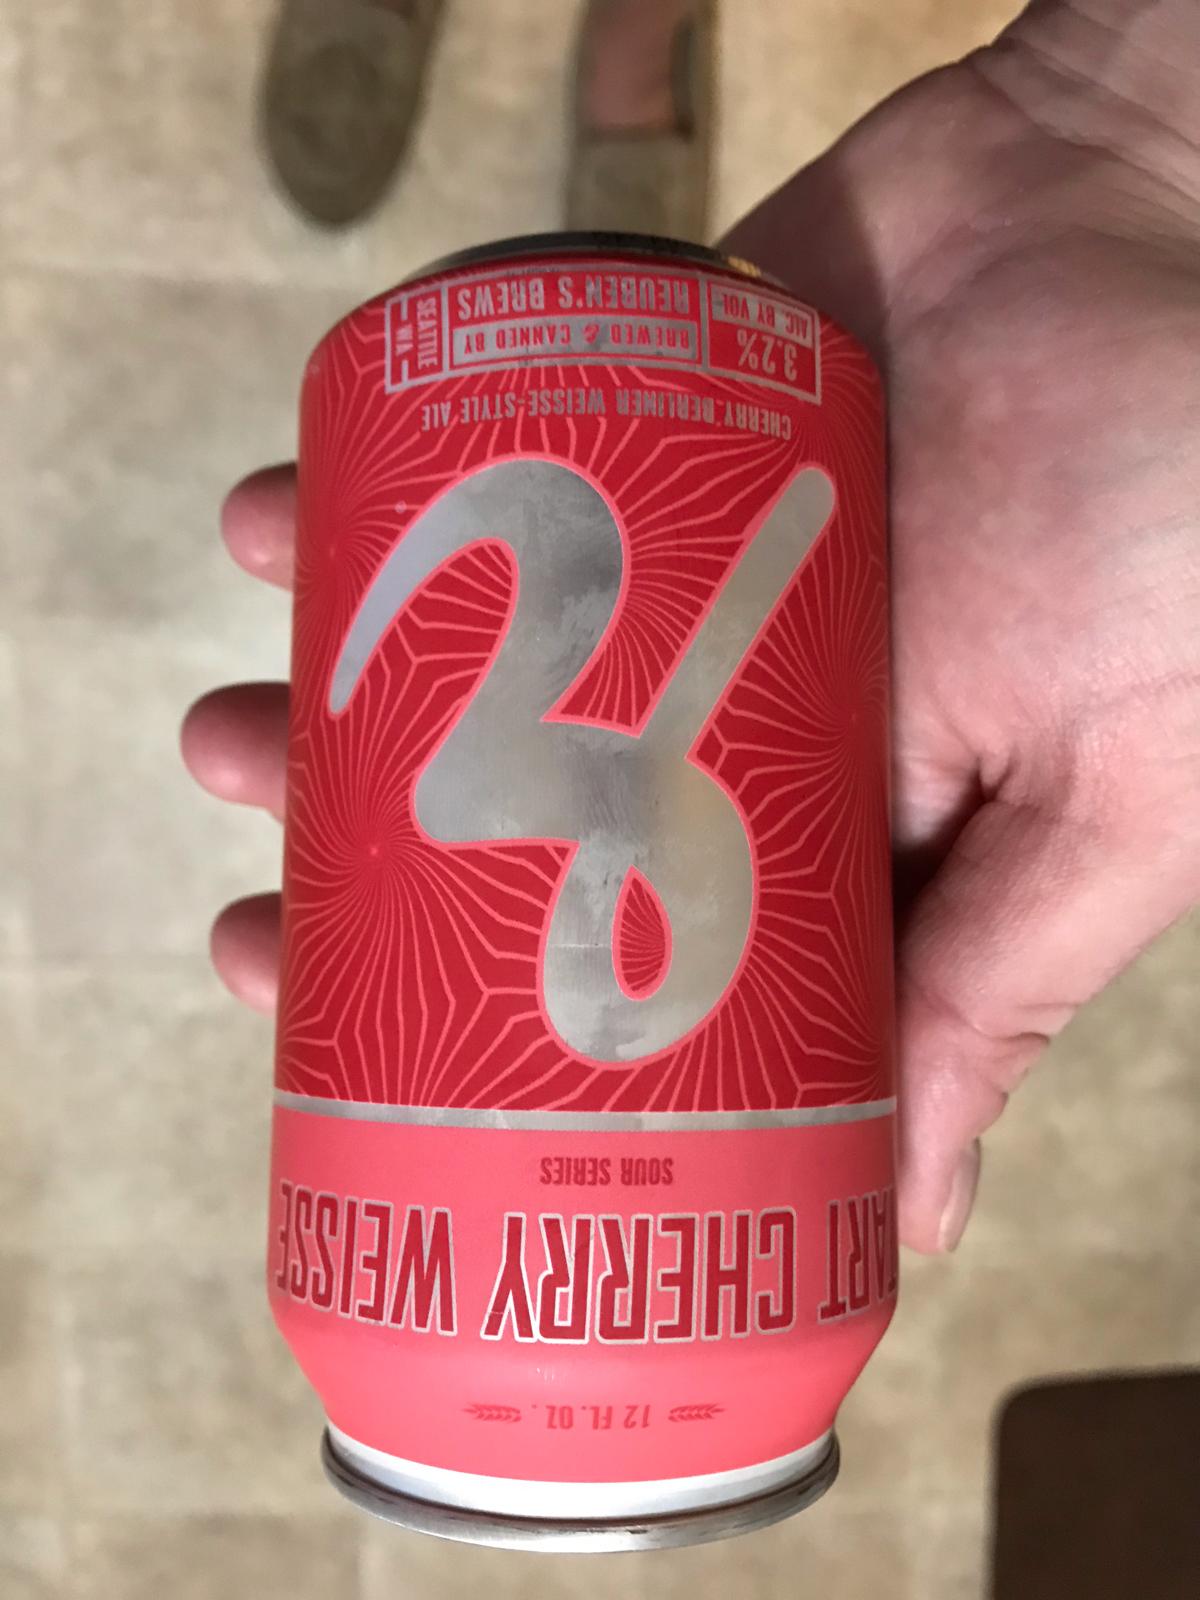 12 FL. OZ.
TART CHERRY WEISSE
SOUR SERIES
CHERRY BERLINER WEISSE-STYLE ALE
3.2%
ALC. BY VOL
BREWED & CANNED BY
REUBEN'S BREWS
SEATTLE
WA